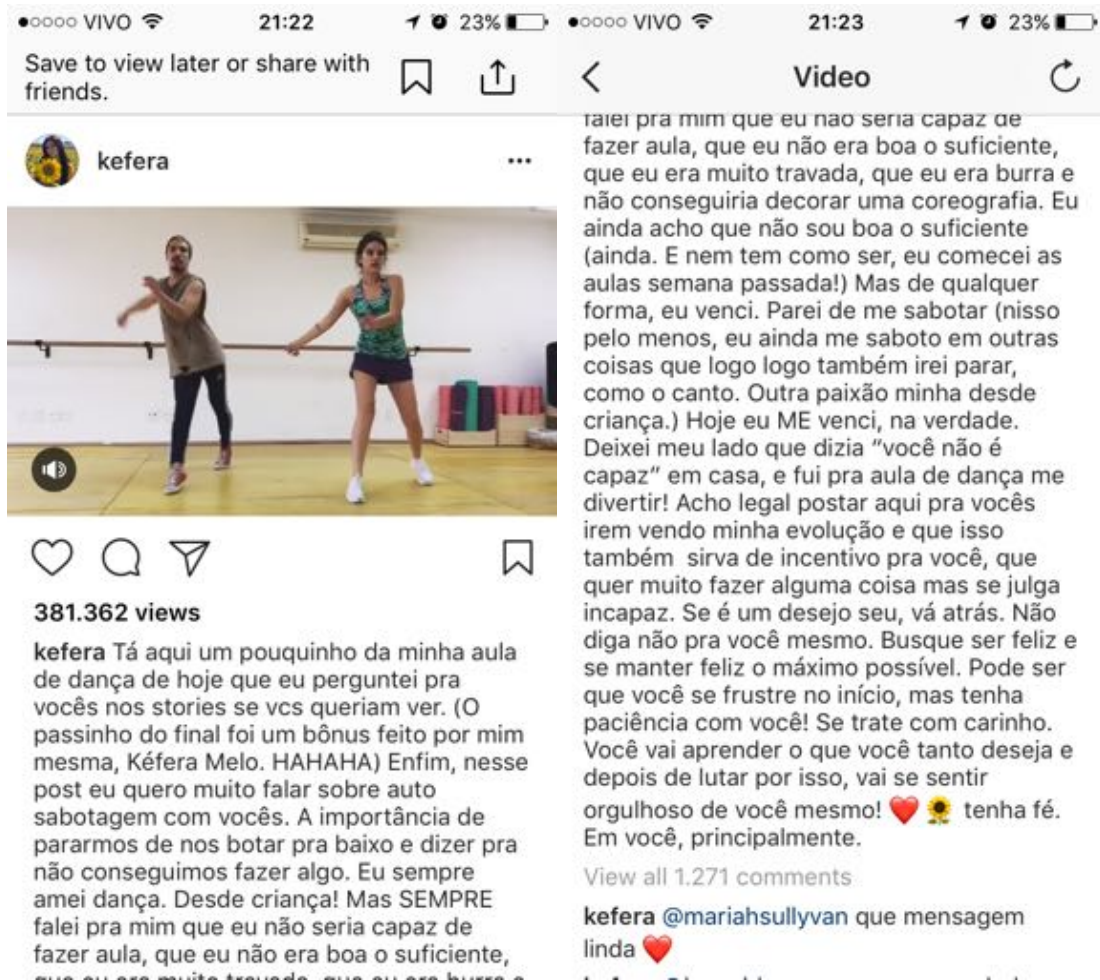 VIVO 21:22 23%
Save to view later or share with
friends.
kefera
381.362 views
kefera Tá aqui um pouquinho da minha aula
de dança de hoje que eu perguntei pra
vocês nos stories se vcs queriam ver. (O
passinho do final foi um bônus feito por mim
mesma, Kéfera Melo. HAHAHA) Enfim, nesse
post eu quero muito falar sobre auto
sabotagem com vocês. A importância de
pararmos de nos botar pra baixo e dizer pra
não conseguimos fazer algo. Eu sempre
amei dança. Desde criança! Mas SEMPRE
falei pra mim que eu não seria capaz de
fazer aula, que eu não era boa o suficiente,
que eu era muito travada, que eu era burra e
VIVO 21:23 23%
Video
falei pra mim que eu não seria capaz de
fazer aula, que eu não era boa o suficiente,
que eu era muito travada, que eu era burra e
não conseguiria decorar uma coreografia. Eu
ainda acho que não sou boa o suficiente
(ainda. E nem tem como ser, eu comecei as
aulas semana passada!) Mas de qualquer
forma, eu venci. Parei de me sabotar (nisso
pelo menos, eu ainda me saboto em outras
coisas que logo logo também irei parar,
como o canto. Outra paixão minha desde
criança.) Hoje eu ME venci, na verdade.
Deixei meu lado que dizia “você não é
capaz” em casa, e fui pra aula de dança me
divertir! Acho legal postar aqui pra vocês
irem vendo minha evolução e que isso
também sirva de incentivo pra você, que
quer muito fazer alguma coisa mas se julga
incapaz. Se é um desejo seu, vá atrás. Não
diga não pra você mesmo. Busque ser feliz e
se manter feliz o máximo possível. Pode ser
que você se frustre no início, mas tenha
paciência com você! Se trate com carinho.
Você vai aprender o que você tanto deseja e
depois de lutar por isso, vai se sentir
orgulhoso de você mesmo! ❤️ 🌻 tenha fé.
Em você, principalmente.
View all 1.271 comments
kefera @mariahsullyvan que mensagem
linda ❤️